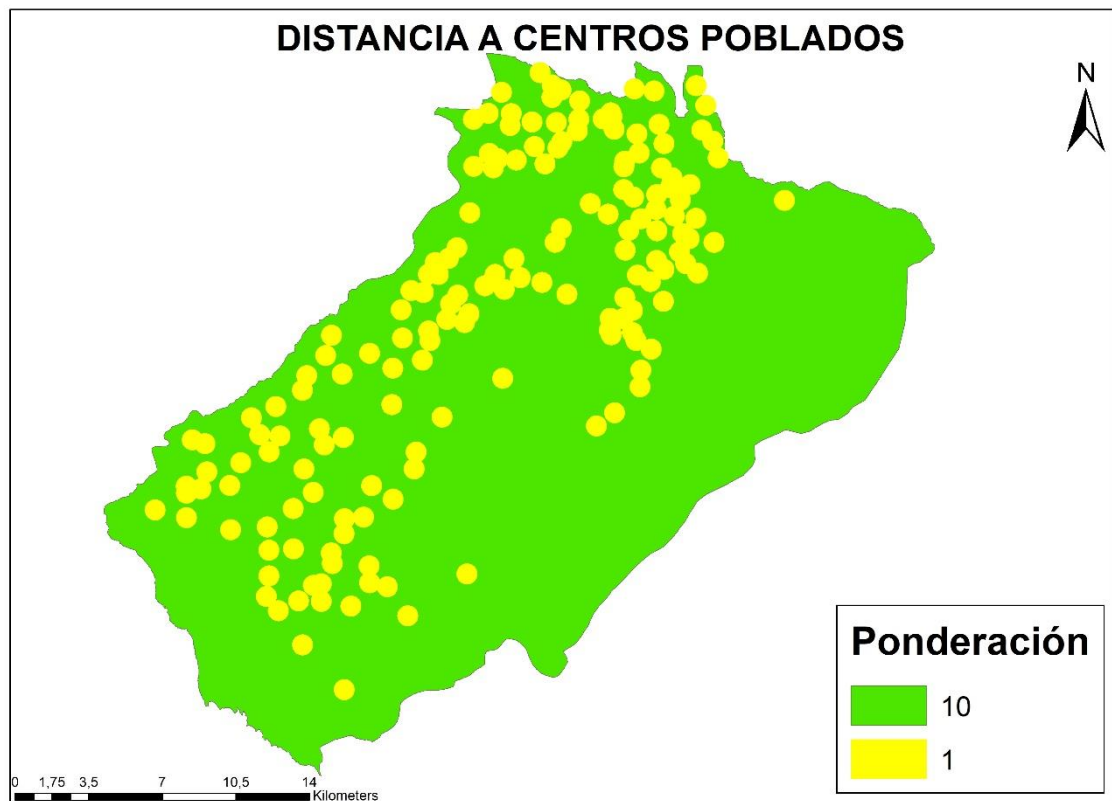 DISTANCIA A CENTROS POBLADOS
N
Ponderación
10
1
0 1,75 3,5 7 10,5 14
Kilometers